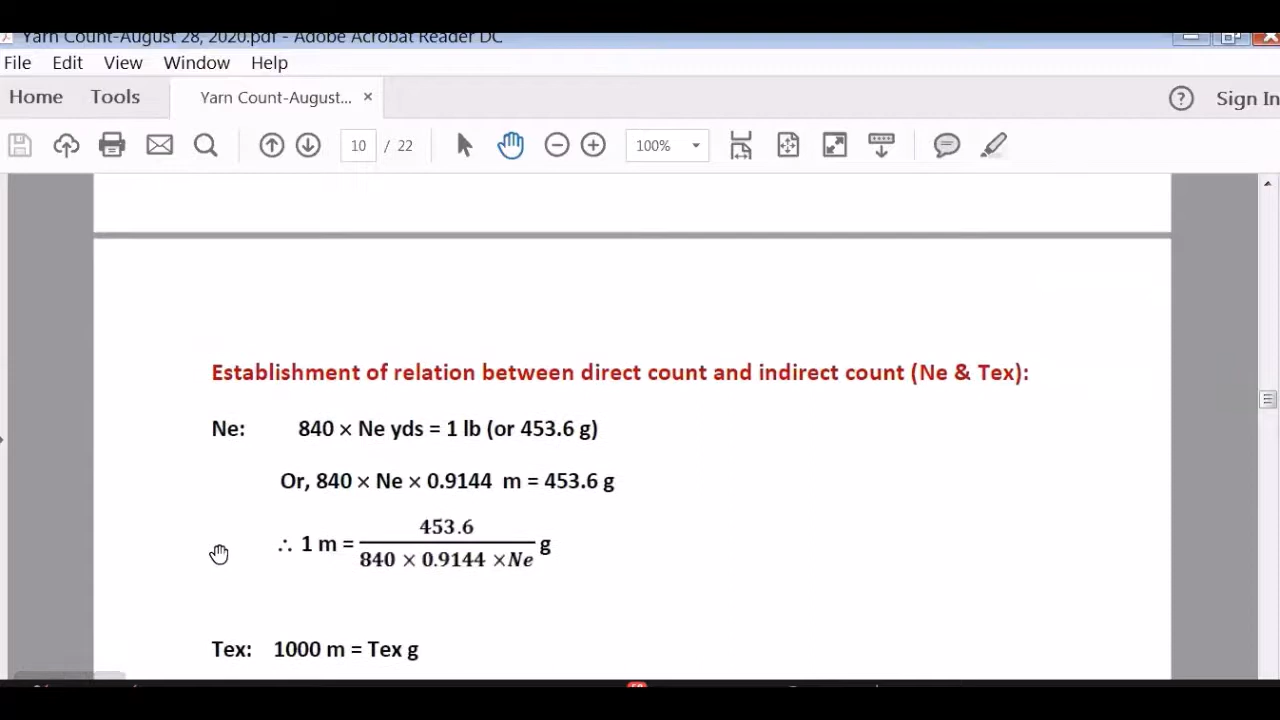 Yarn Count-August 28, 2020.pdf - Adobe Acrobat Reader DC
File Edit View Window Help
Home Tools Yarn Count-August... × Sign In
10 / 22 100%
Establishment of relation between direct count and indirect count (Ne & Tex):
Ne: 840 × Ne yds = 1 lb (or 453.6 g)
Or, 840 × Ne × 0.9144 m = 453.6 g
453.6
∴ 1 m = g
840 × 0.9144 ×Ne
Tex: 1000 m = Tex g